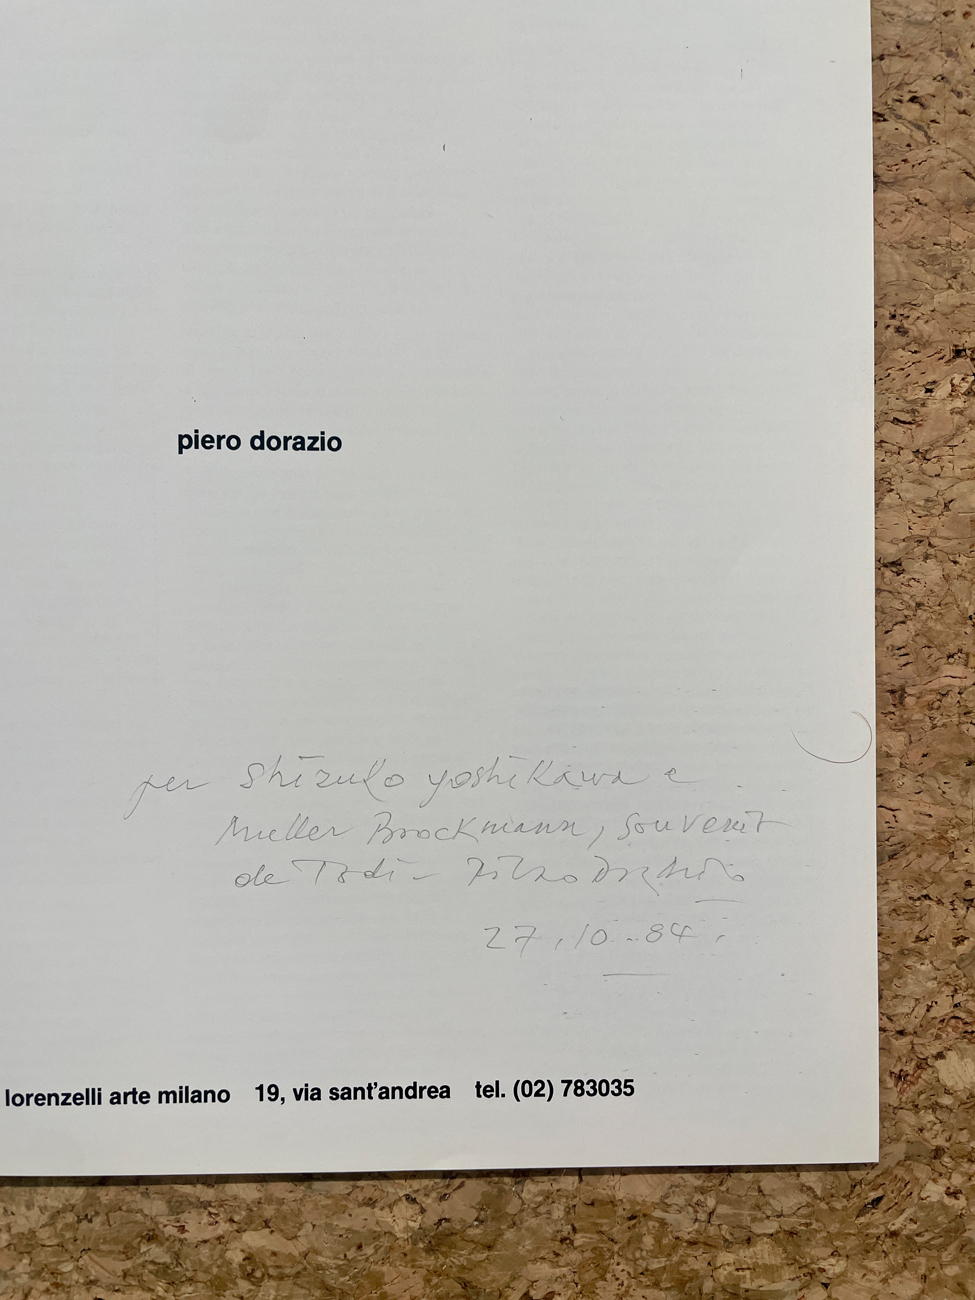 piero dorazio
per Shizuko yoshikawa e
Mueller Brockmann, souvenir
de Todi -
27.10.84.
lorenzelli arte milano 19, via sant'andrea tel. (02) 783035